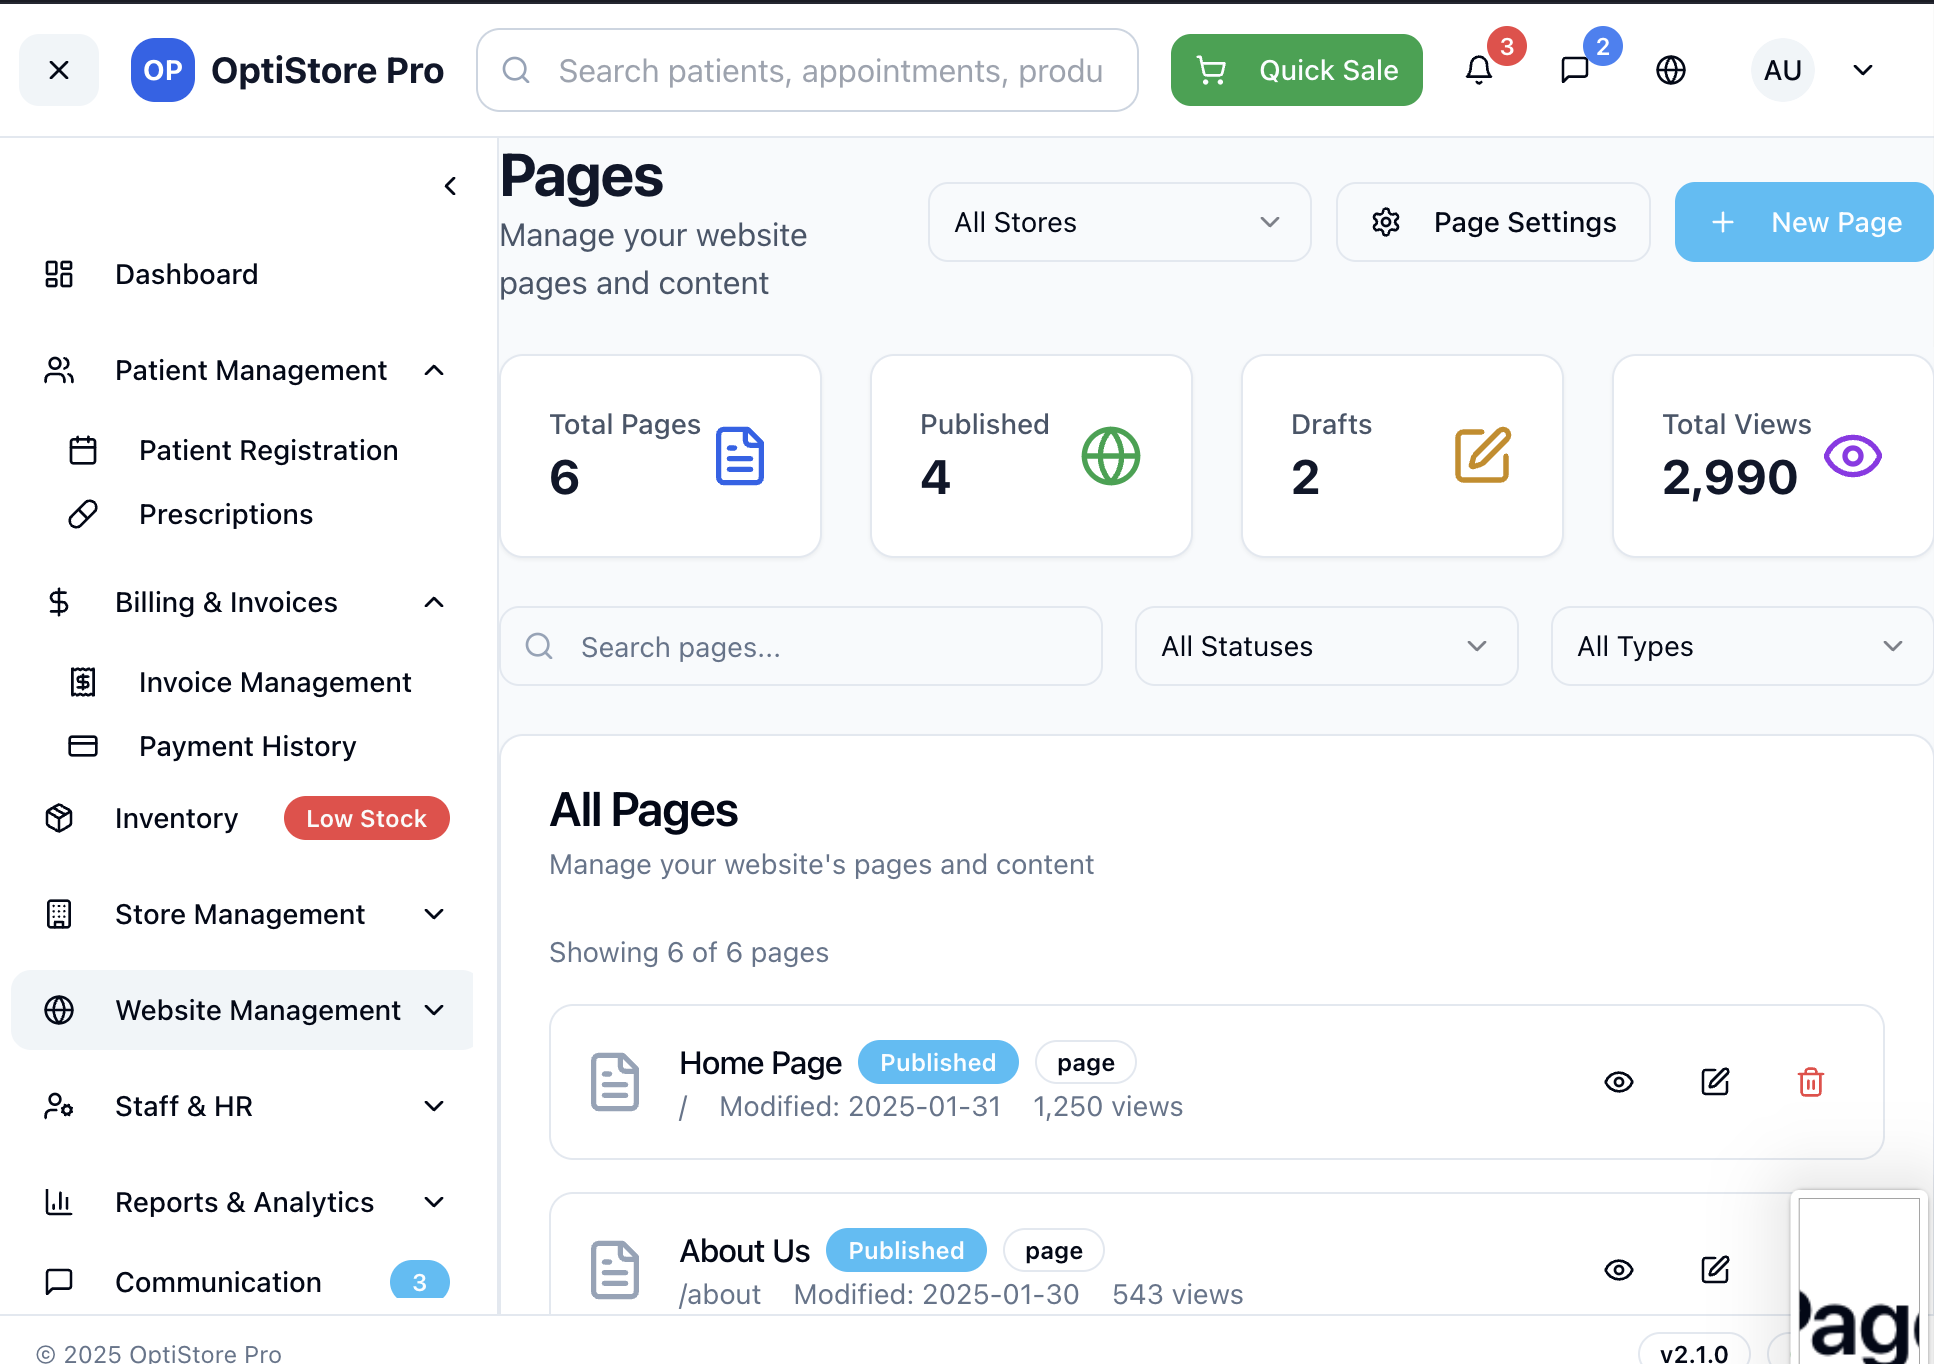 OP OptiStore Pro
Search patients, appointments, produ
Quick Sale
3
2
AU
Pages
Manage your website
pages and content
All Stores
Page Settings
New Page
Dashboard
Patient Management
Patient Registration
Prescriptions
Billing & Invoices
Invoice Management
Payment History
Inventory Low Stock
Store Management
Website Management
Staff & HR
Reports & Analytics
Communication 3
Total Pages
6
Published
4
Drafts
2
Total Views
2,990
Search pages...
All Statuses
All Types
All Pages
Manage your website's pages and content
Showing 6 of 6 pages
Home Page Published page
/ Modified: 2025-01-31 1,250 views
About Us Published page
/about Modified: 2025-01-30 543 views
© 2025 OptiStore Pro
v2.1.0
Page